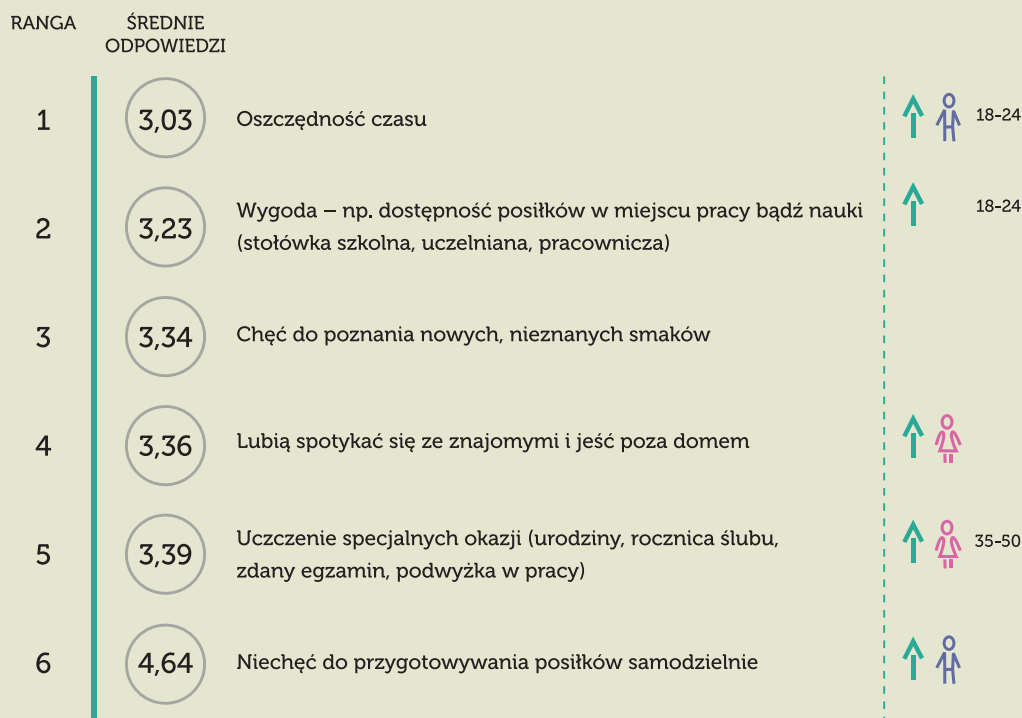 RANGA
ŚREDNIE
ODPOWIEDZI
1
3,03
Oszczędność czasu
18-24
2
3,23
Wygoda – np. dostępność posiłków w miejscu pracy bądź nauki
(stołówka szkolna, uczelniana, pracownicza)
18-24
3
3,34
Chęć do poznania nowych, nieznanych smaków
4
3,36
Lubią spotykać się ze znajomymi i jeść poza domem
5
3,39
Uczczenie specjalnych okazji (urodziny, rocznica ślubu,
zdany egzamin, podwyżka w pracy)
35-50
6
4,64
Niechęć do przygotowywania posiłków samodzielnie